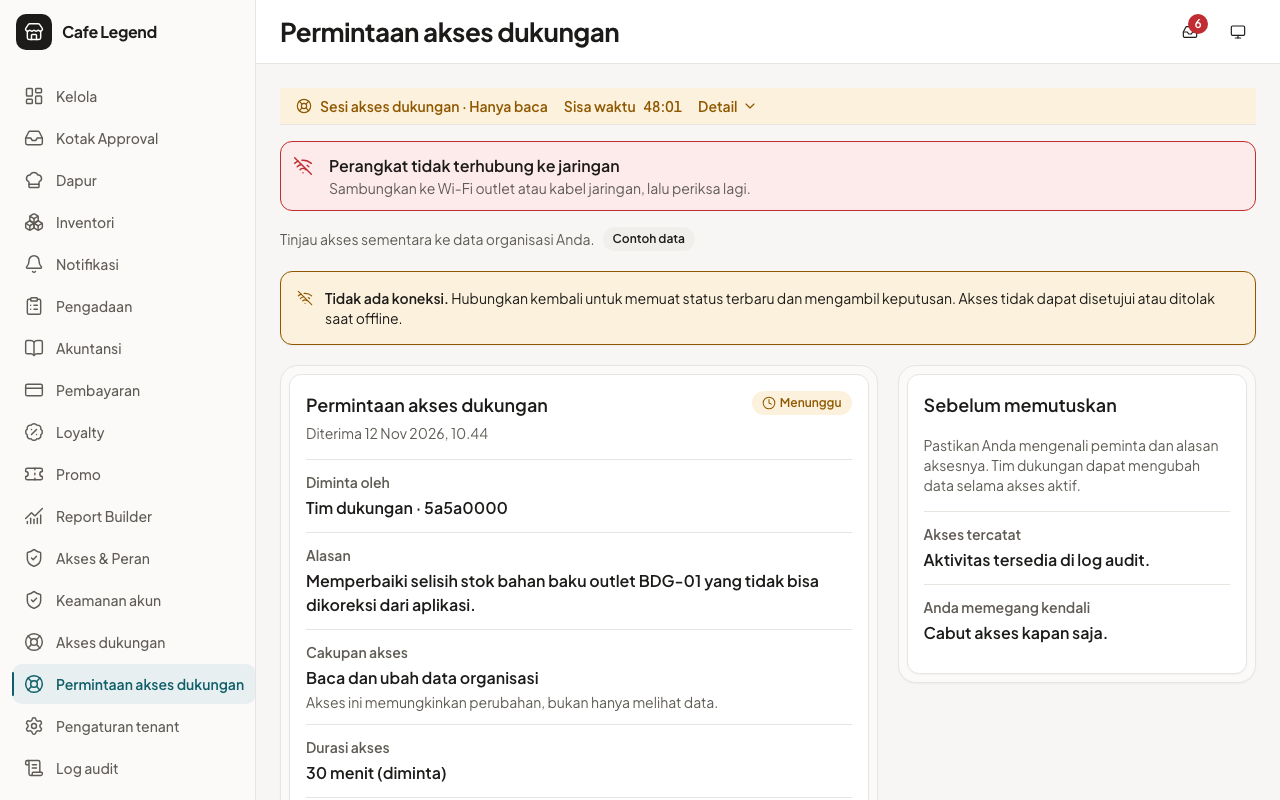 Cafe Legend
Permintaan akses dukungan
6
Kelola
Kotak Approval
Dapur
Inventori
Notifikasi
Pengadaan
Akuntansi
Pembayaran
Loyalty
Promo
Report Builder
Akses & Peran
Keamanan akun
Akses dukungan
Permintaan akses dukungan
Pengaturan tenant
Log audit
Sesi akses dukungan · Hanya baca Sisa waktu 48:01 Detail
Perangkat tidak terhubung ke jaringan
Sambungkan ke Wi-Fi outlet atau kabel jaringan, lalu periksa lagi.
Tinjau akses sementara ke data organisasi Anda. Contoh data
Tidak ada koneksi. Hubungkan kembali untuk memuat status terbaru dan mengambil keputusan. Akses tidak dapat disetujui atau ditolak
saat offline.
Permintaan akses dukungan
Menunggu
Diterima 12 Nov 2026, 10.44
Diminta oleh
Tim dukungan · 5a5a0000
Alasan
Memperbaiki selisih stok bahan baku outlet BDG-01 yang tidak bisa
dikoreksi dari aplikasi.
Cakupan akses
Baca dan ubah data organisasi
Akses ini memungkinkan perubahan, bukan hanya melihat data.
Durasi akses
30 menit (diminta)
Sebelum memutuskan
Pastikan Anda mengenali peminta dan alasan
aksesnya. Tim dukungan dapat mengubah
data selama akses aktif.
Akses tercatat
Aktivitas tersedia di log audit.
Anda memegang kendali
Cabut akses kapan saja.